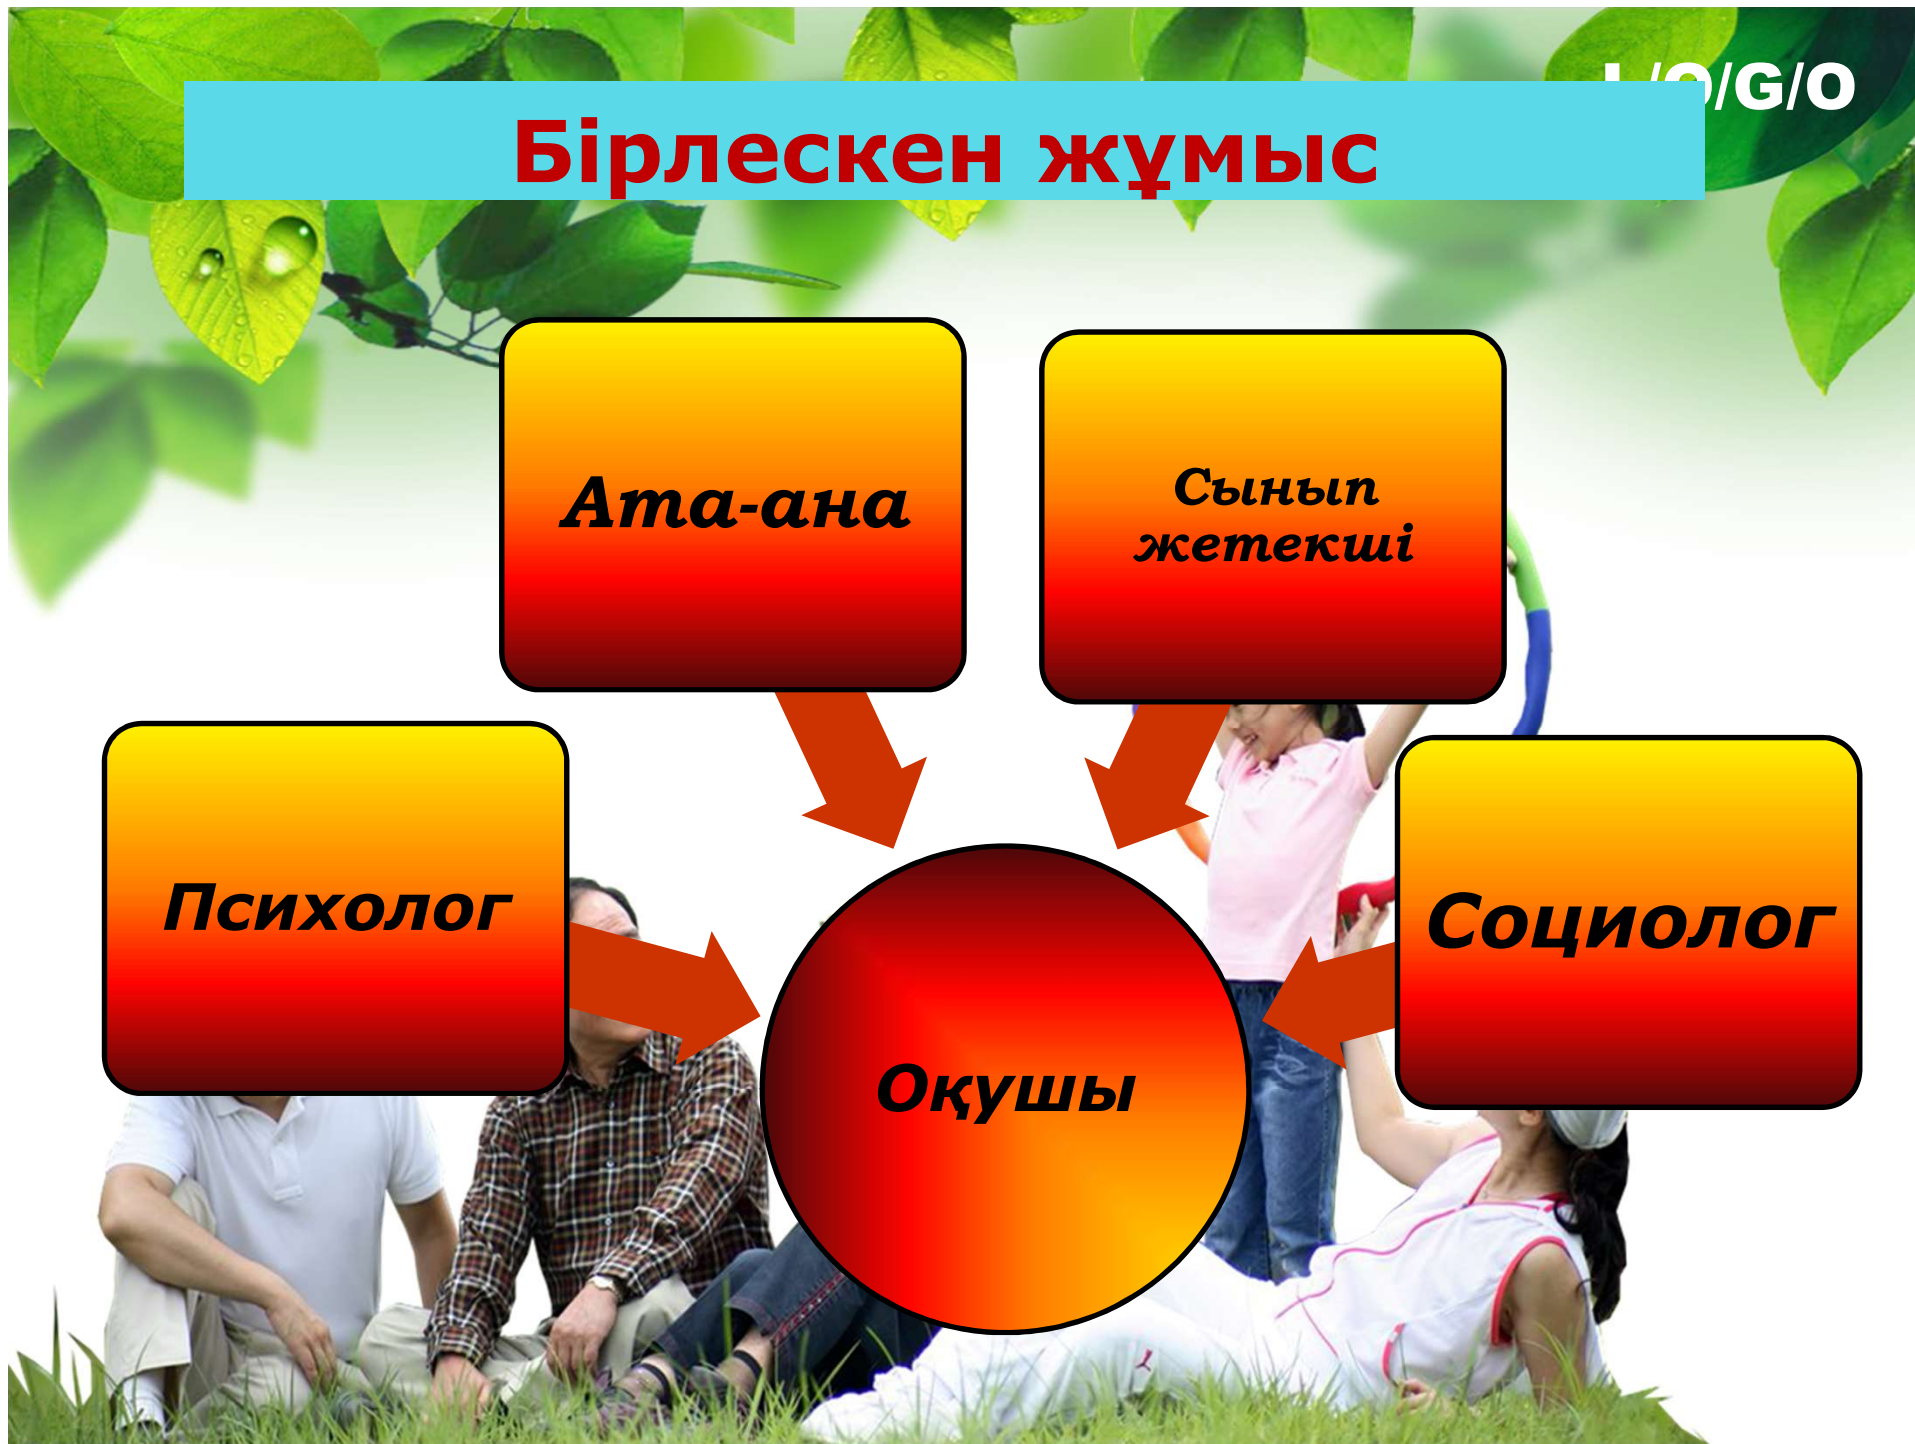 L/O/G/O
Бірлескен жұмыс
Ата-ана
Сынып
жетекші
Психолог
Социолог
Оқушы